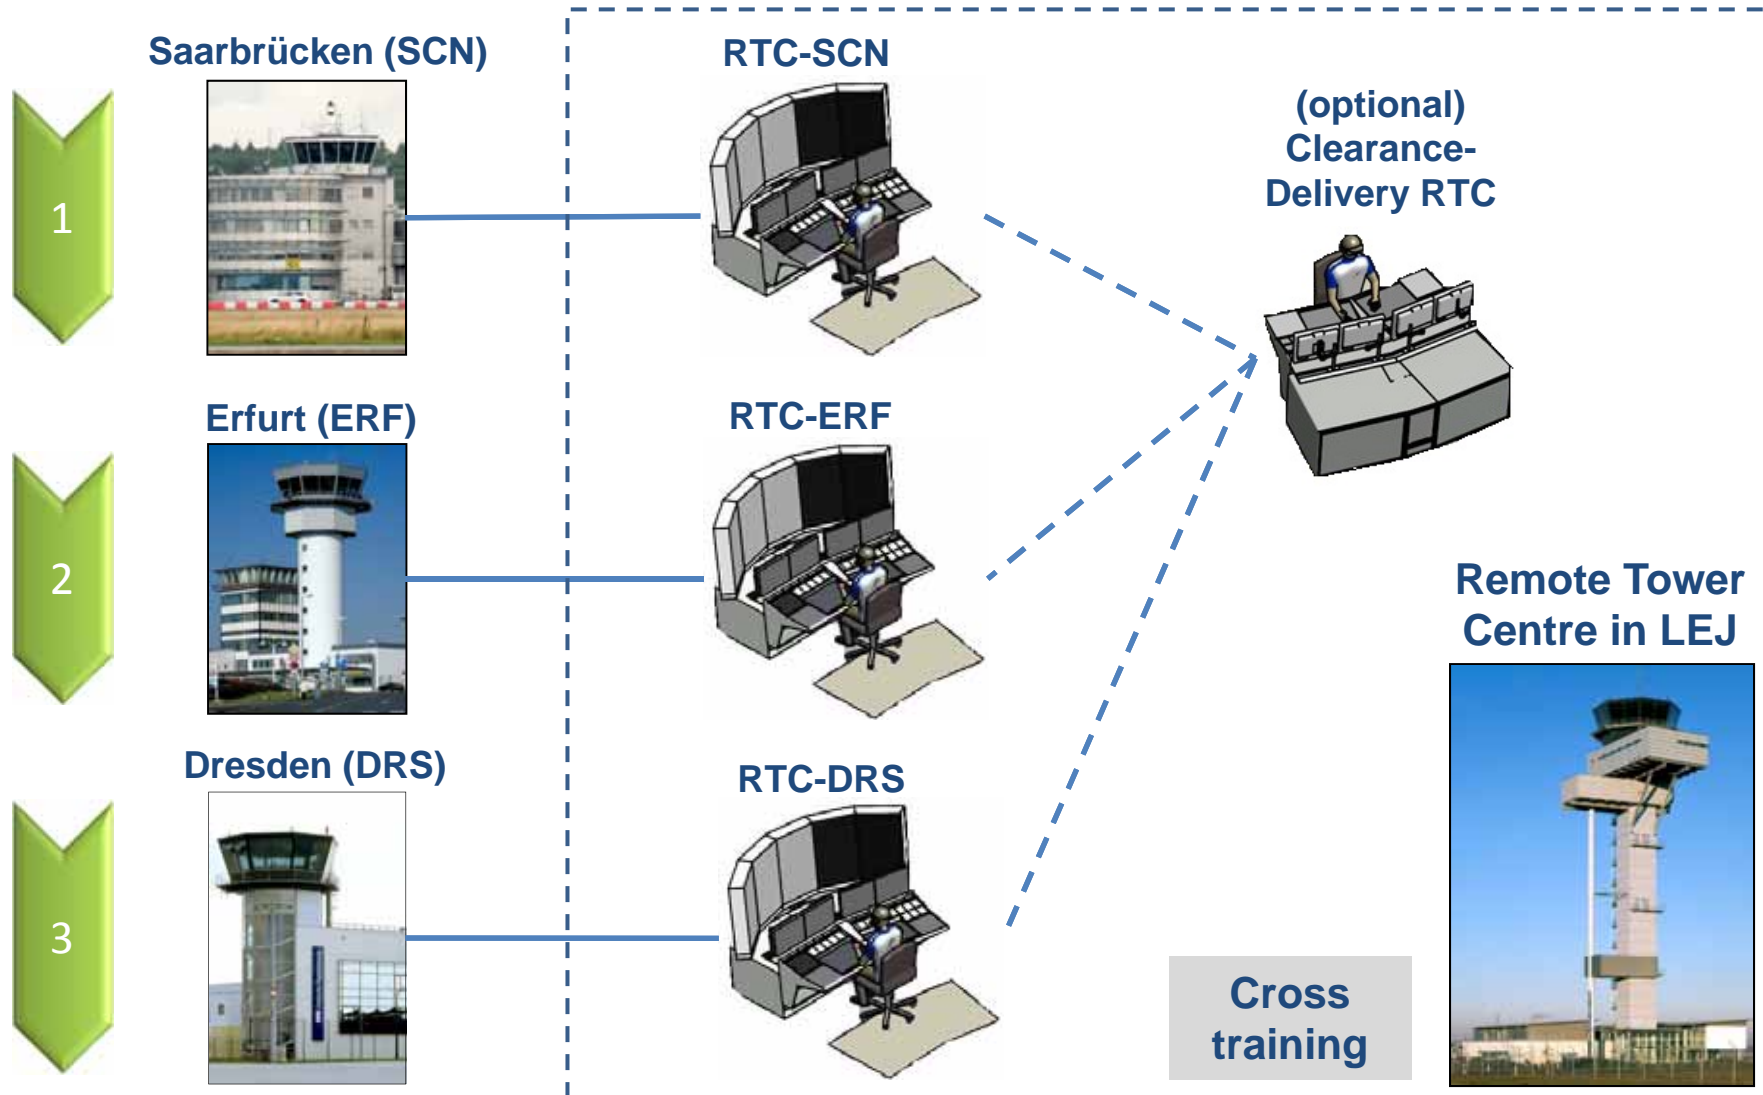 Saarbrücken (SCN)
RTC-SCN
(optional)
Clearance-
Delivery RTC
1
Erfurt (ERF)
RTC-ERF
2
Remote Tower
Centre in LEJ
Dresden (DRS)
RTC-DRS
3
Cross
training